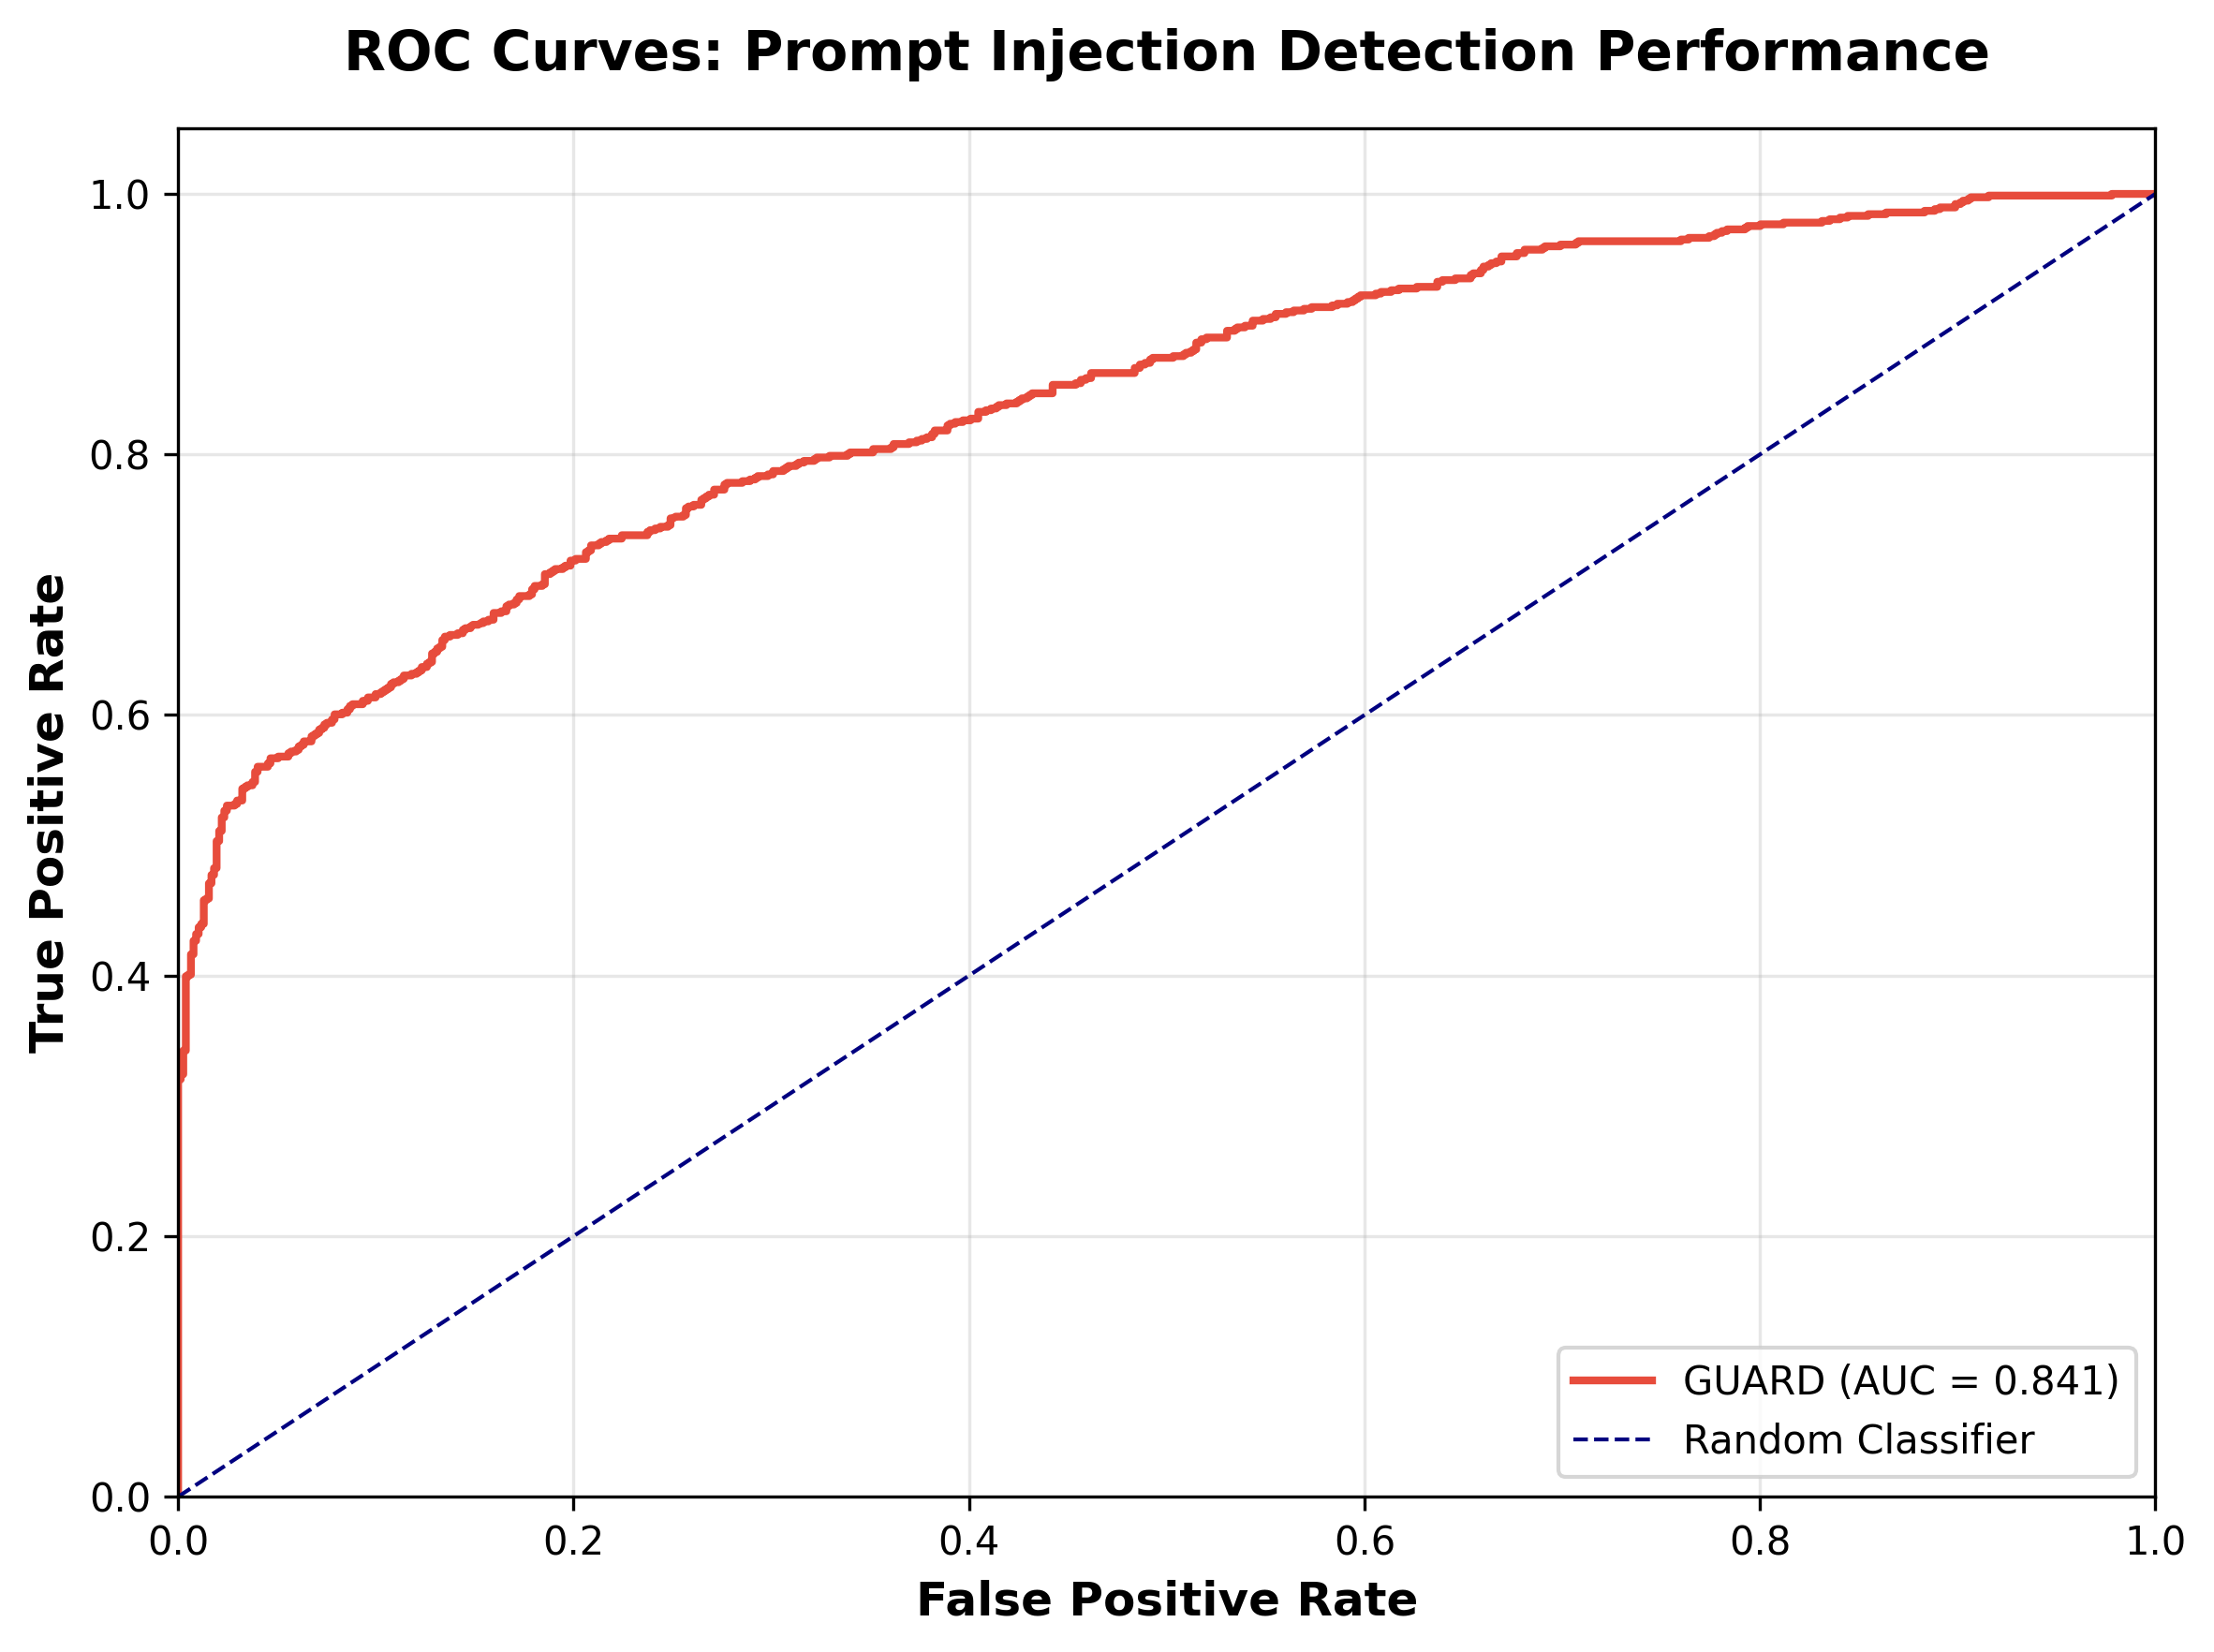 ROC Curves: Prompt Injection Detection Performance
True Positive Rate
1.0
0.8
0.6
0.4
0.2
0.0
0.0 0.2 0.4 0.6 0.8 1.0
False Positive Rate
GUARD (AUC = 0.841)
Random Classifier